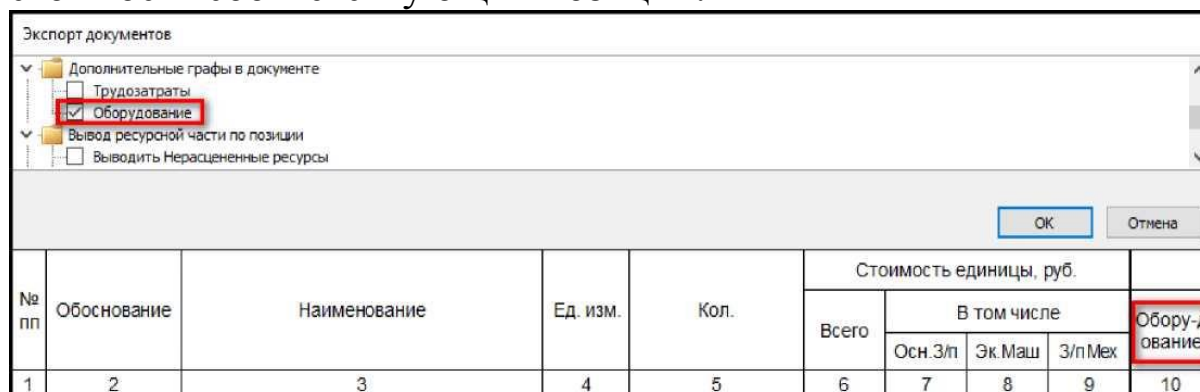 Экспорт документов
Дополнительные графы в документе
Трудозатраты
Оборудование
Вывод ресурсной части по позиции
Выводить Нерасцененные ресурсы
ОК
Отмена
№ пп
Обоснование
Наименование
Ед. изм.
Кол.
Стоимость единицы, руб.
Всего
В том числе
Осн.З/п
Эк.Маш
З/пМех
Обору-д
ование
1 2 3 4 5 6 7 8 9 10